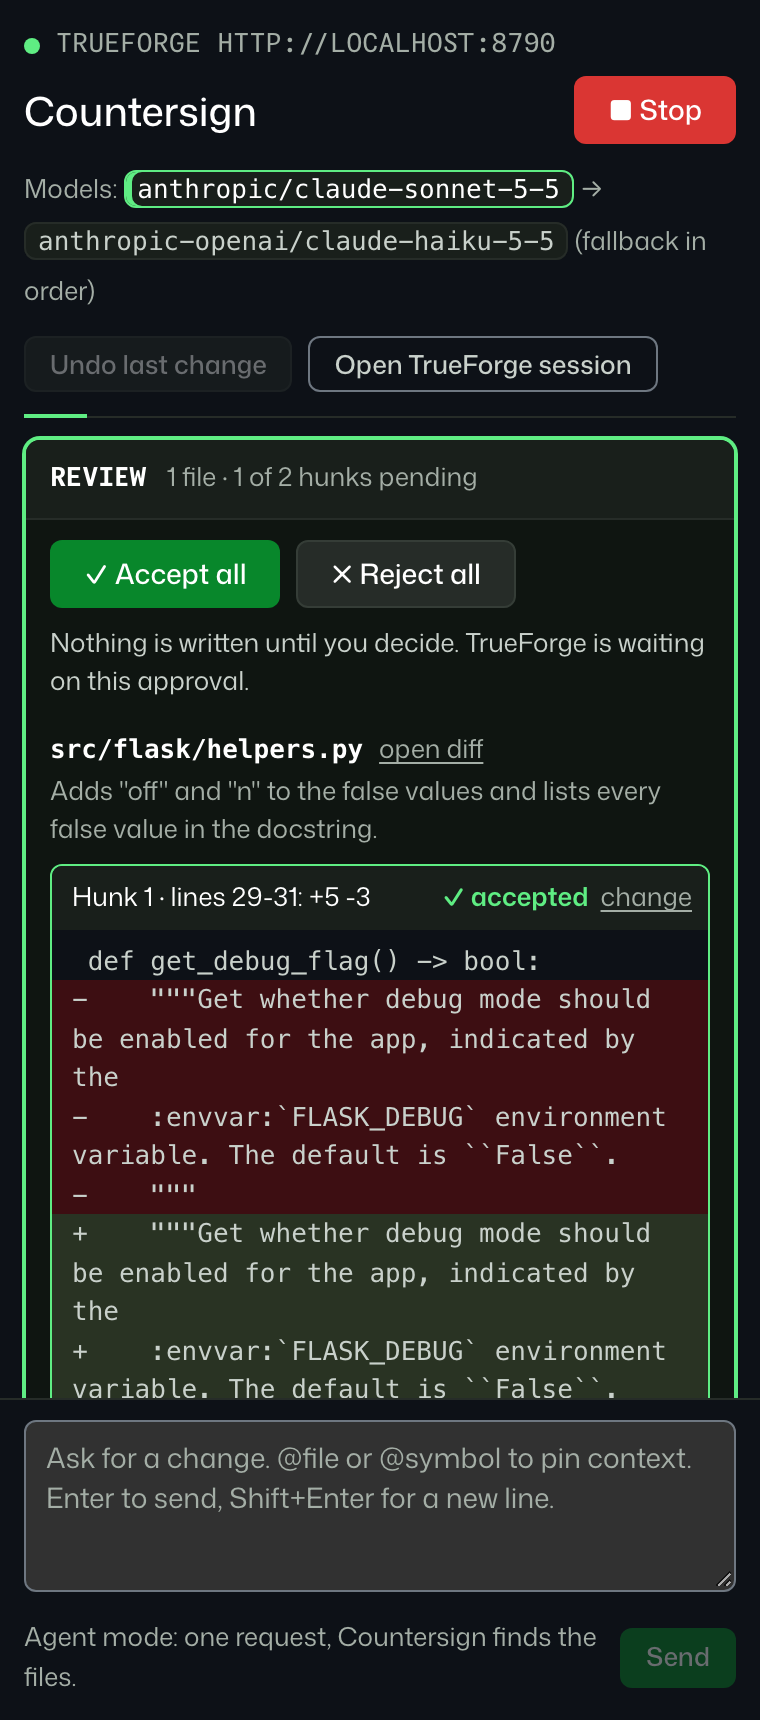 TRUEFORGE HTTP://LOCALHOST:8790
Countersign
Stop
Models: anthropic/claude-sonnet-5-5 →
anthropic-openai/claude-haiku-5-5 (fallback in
order)
Undo last change
Open TrueForge session
REVIEW 1 file · 1 of 2 hunks pending
✓ Accept all
✕ Reject all
Nothing is written until you decide. TrueForge is waiting
on this approval.
src/flask/helpers.py open diff
Adds "off" and "n" to the false values and lists every
false value in the docstring.
Hunk 1 · lines 29-31: +5 -3 ✓ accepted change
def get_debug_flag() -> bool:
-    """Get whether debug mode should
be enabled for the app, indicated by
the
-    :envvar:`FLASK_DEBUG` environment
variable. The default is ``False``.
-    """
+    """Get whether debug mode should
be enabled for the app, indicated by
the
+    :envvar:`FLASK_DEBUG` environment
variable. The default is ``False``.
Ask for a change. @file or @symbol to pin context.
Enter to send, Shift+Enter for a new line.
Agent mode: one request, Countersign finds the
files.
Send